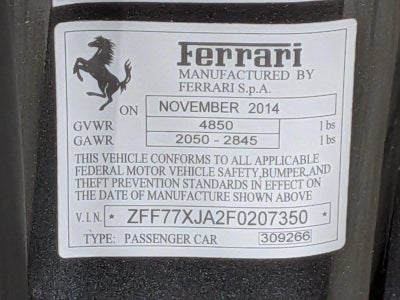 Ferrari
MANUFACTURED BY
FERRARI S.p.A.
ON NOVEMBER 2014
GVWR 4850 lbs
GAWR 2050 - 2845 lbs
THIS VEHICLE CONFORMS TO ALL APPLICABLE
FEDERAL MOTOR VEHICLE SAFETY,BUMPER,AND
THEFT PREVENTION STANDARDS IN EFFECT ON
THE DATE OF MANUFACTURE SHOWN ABOVE
V.I.N. * ZFF77XJA2F0207350 *
TYPE: PASSENGER CAR 309266